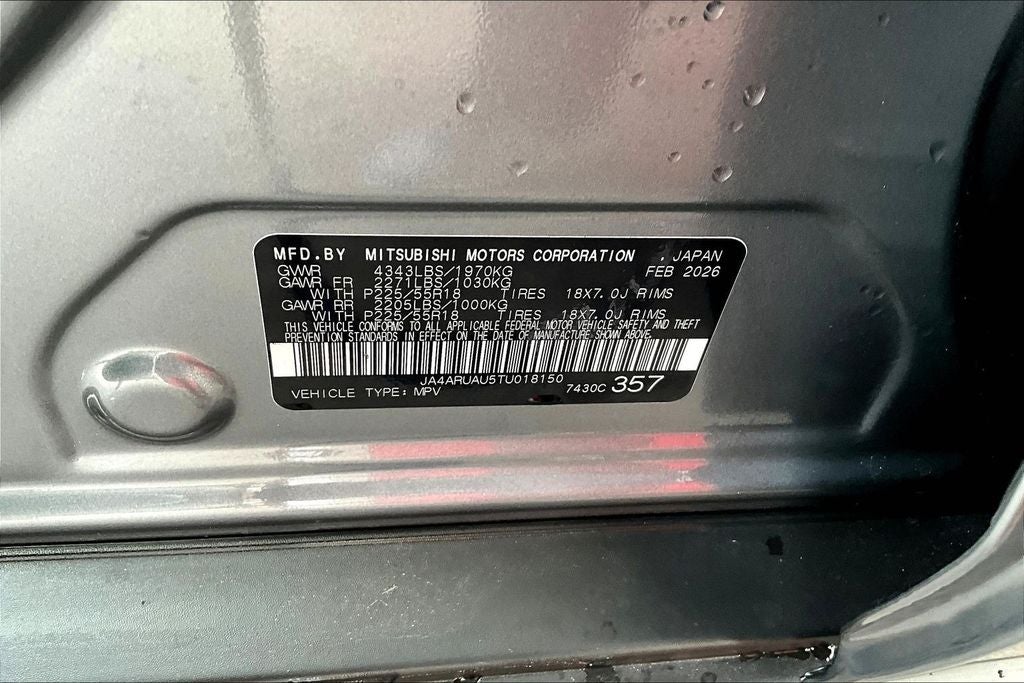 MFD.BY MITSUBISHI MOTORS CORPORATION , JAPAN
GVWR 4343LBS/1970KG FEB 2026
GAWR FR 2271LBS/1030KG
WITH P225/55R18 TIRES 18X7.0J RIMS
GAWR RR 2205LBS/1000KG
WITH P225/55R18 TIRES 18X7.0J RIMS
THIS VEHICLE CONFORMS TO ALL APPLICABLE FEDERAL MOTOR VEHICLE SAFETY AND THEFT
PREVENTION STANDARDS IN EFFECT ON THE DATE OF MANUFACTURE SHOWN ABOVE.
JA4ARUAU5TU018150
VEHICLE TYPE: MPV 7430C 357